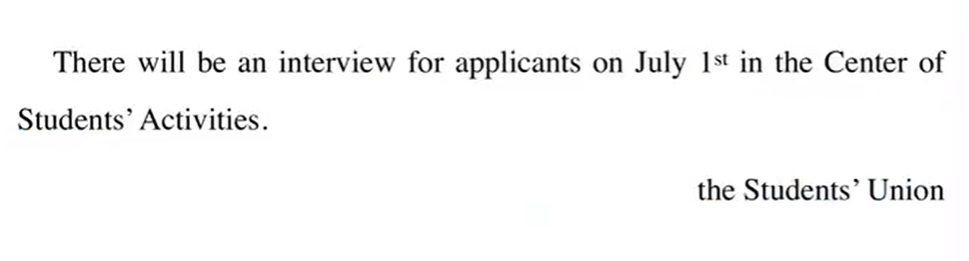 There will be an interview for applicants on July 1st in the Center of
Students’ Activities.
the Students’ Union